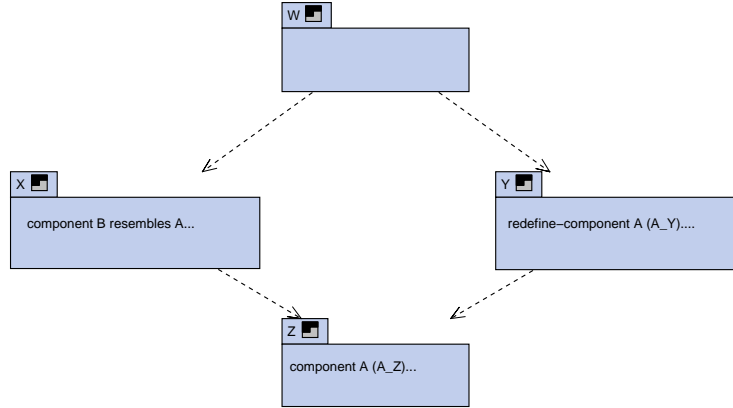 W
X
component B resembles A...
Y
redefine–component A (A_Y)....
Z
component A (A_Z)...